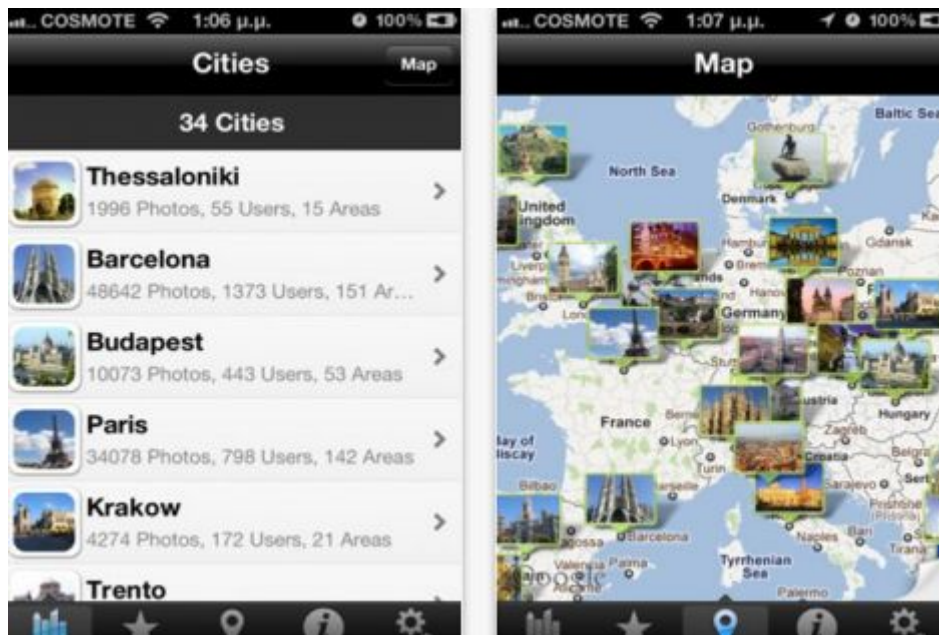 COSMOTE 1:06 μ.μ. 100%
Cities
Map
34 Cities
Thessaloniki
1996 Photos, 55 Users, 15 Areas
Barcelona
48642 Photos, 1373 Users, 151 Ar...
Budapest
10073 Photos, 443 Users, 53 Areas
Paris
34078 Photos, 798 Users, 142 Areas
Krakow
4274 Photos, 172 Users, 21 Areas
Trento
COSMOTE 1:07 μ.μ. 100%
Map
Baltic Sea
Gothenburg
North Sea
Denmark
United
Kingdom
Hamburg
Gdansk
Poznan
Germany
France
Lyon
Turin
Austria
Hungary
Zagreb
Croatia
Bay of
Biscay
Bilbao
Sarajevo
Barcelona
Naples
Bari
Tirana
Valencia
Palma
Tyrrhenian
Sea
Google
Alicante
Palermo